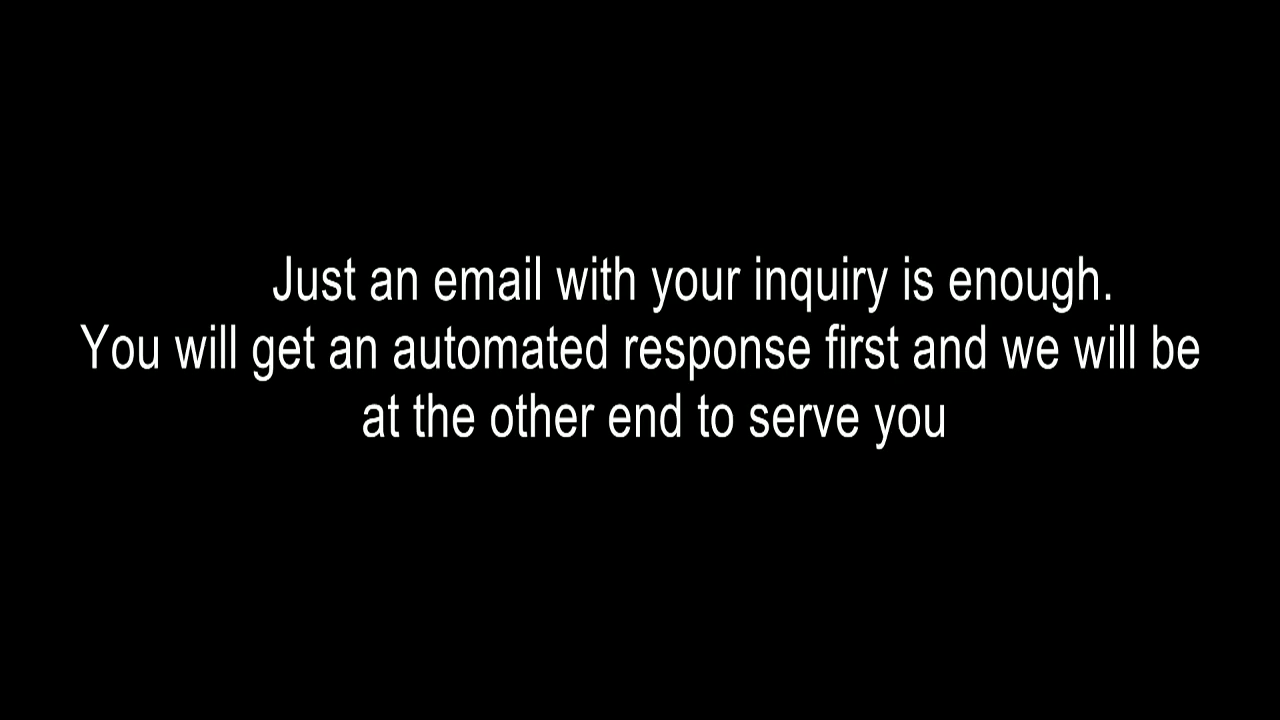 Just an email with your inquiry is enough.
You will get an automated response first and we will be
at the other end to serve you